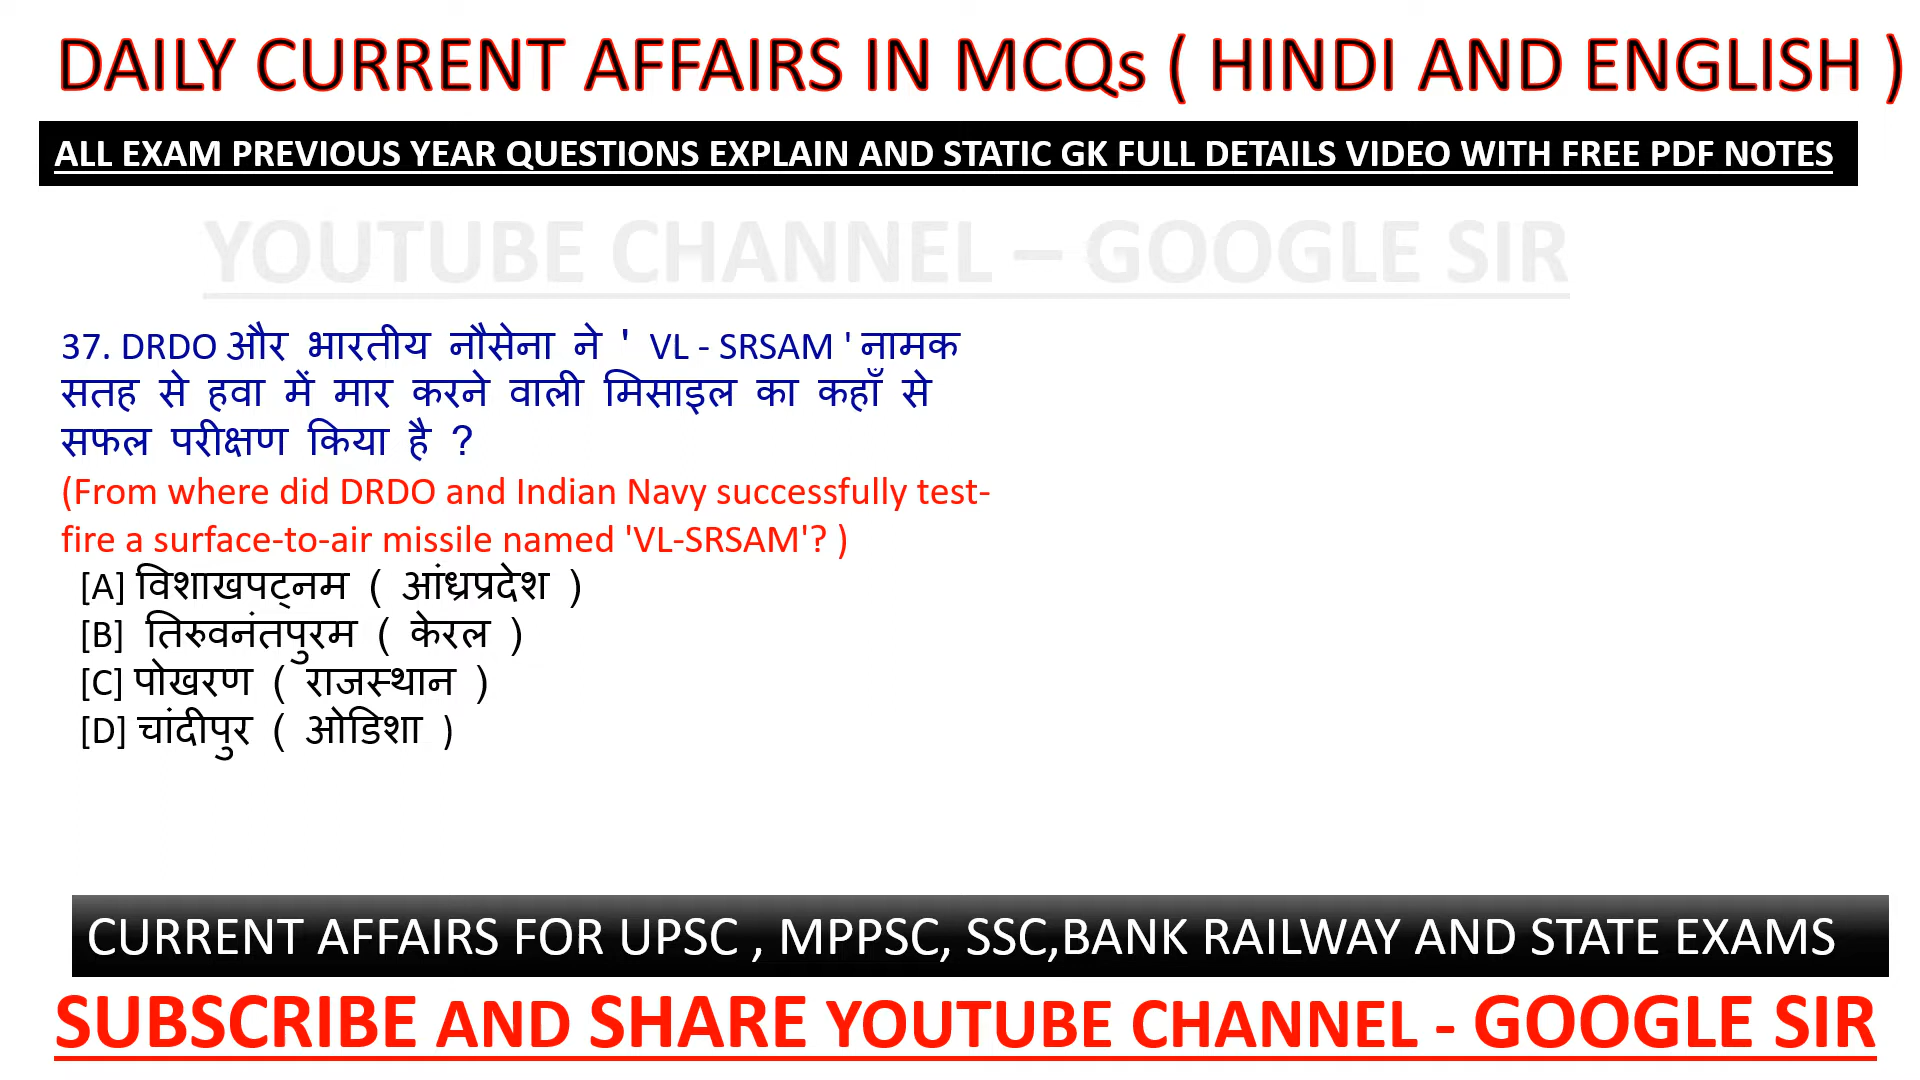 DAILY CURRENT AFFAIRS IN MCQs ( HINDI AND ENGLISH )
ALL EXAM PREVIOUS YEAR QUESTIONS EXPLAIN AND STATIC GK FULL DETAILS VIDEO WITH FREE PDF NOTES
YOUTUBE CHANNEL – GOOGLE SIR
37. DRDO और भारतीय नौसेना ने ' VL - SRSAM ' नामक
सतह से हवा में मार करने वाली मिसाइल का कहाँ से
सफल परीक्षण किया है ?
(From where did DRDO and Indian Navy successfully test-
fire a surface-to-air missile named 'VL-SRSAM'? )
[A] विशाखपट्नम ( आंध्रप्रदेश )
[B] तिरुवनंतपुरम ( केरल )
[C] पोखरण ( राजस्थान )
[D] चांदीपुर ( ओडिशा )
CURRENT AFFAIRS FOR UPSC , MPPSC, SSC,BANK RAILWAY AND STATE EXAMS
SUBSCRIBE AND SHARE YOUTUBE CHANNEL - GOOGLE SIR